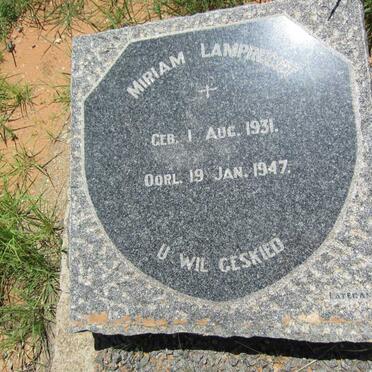 MIRIAM LAMPRECHT
GEB. 1 AUG. 1931.
OORL. 19 JAN. 1947.
U WIL GESKIED